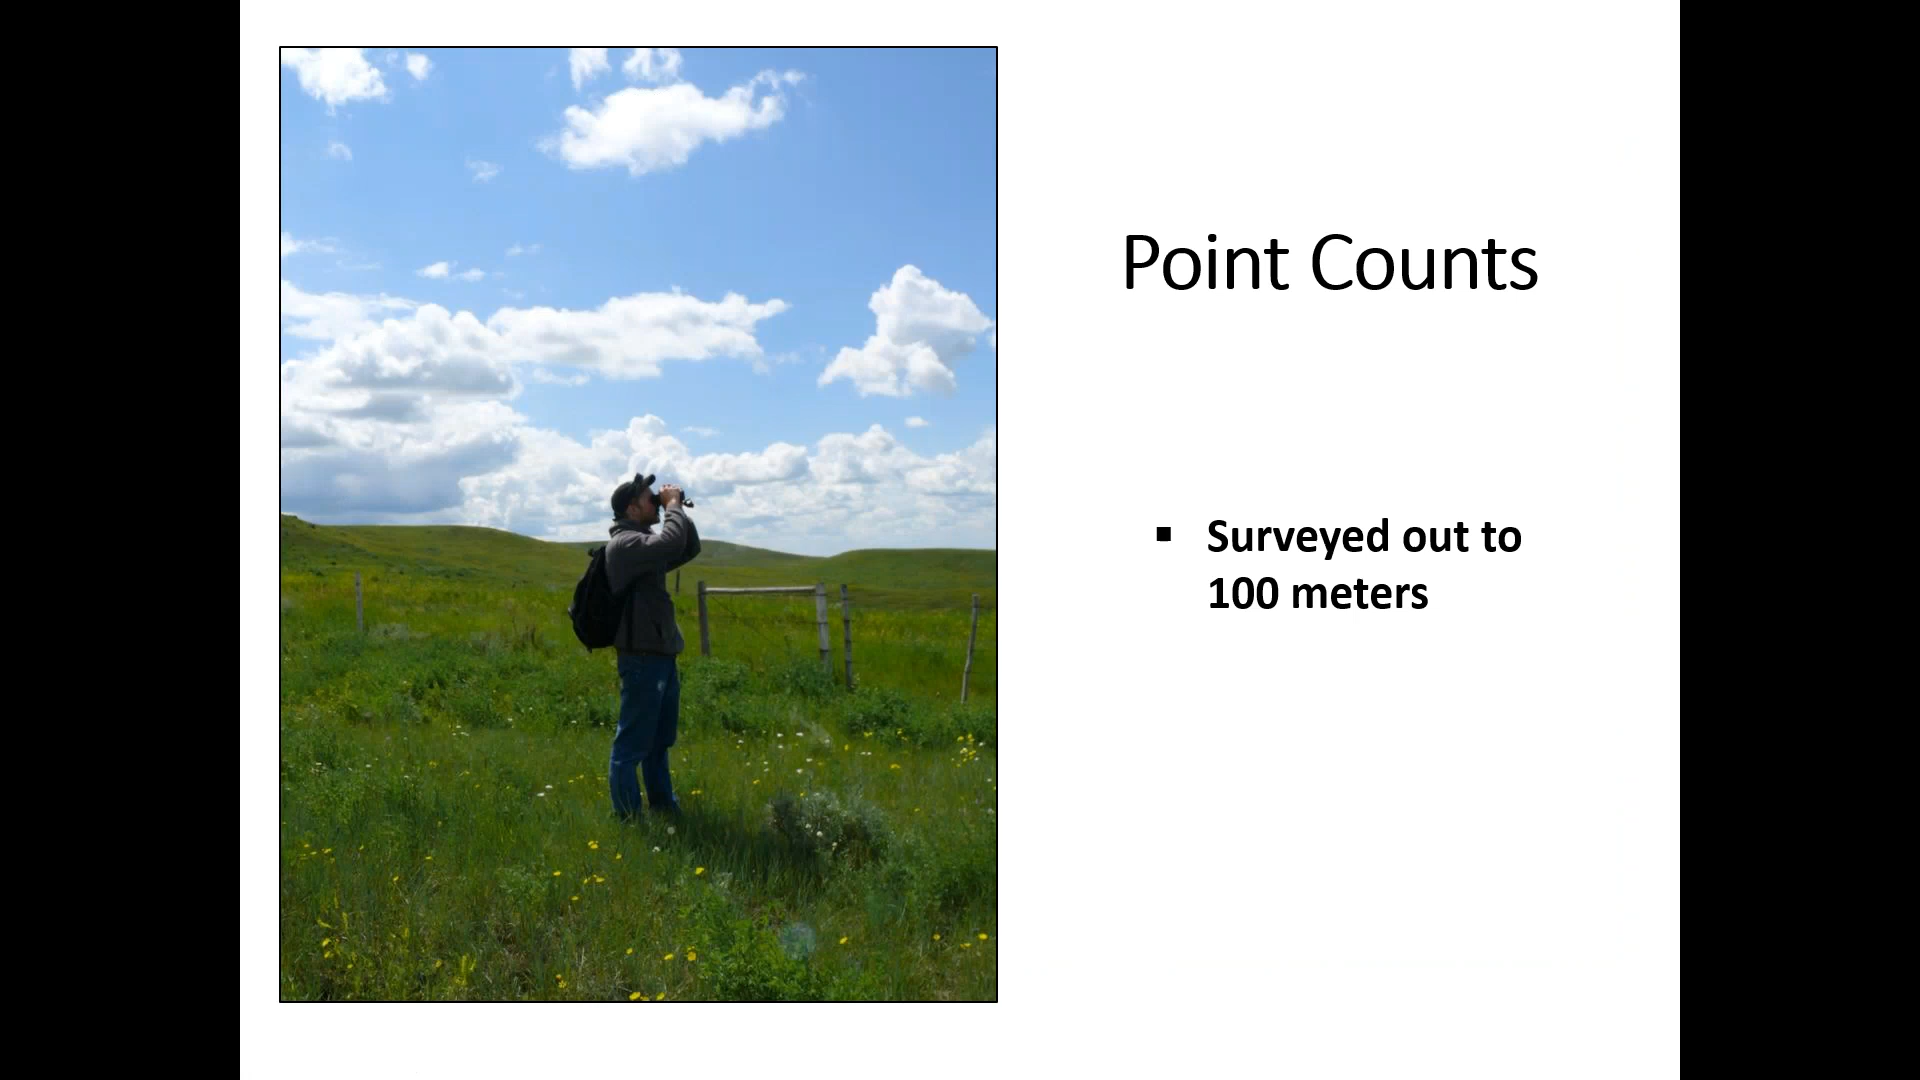 Point Counts
▪ Surveyed out to
100 meters